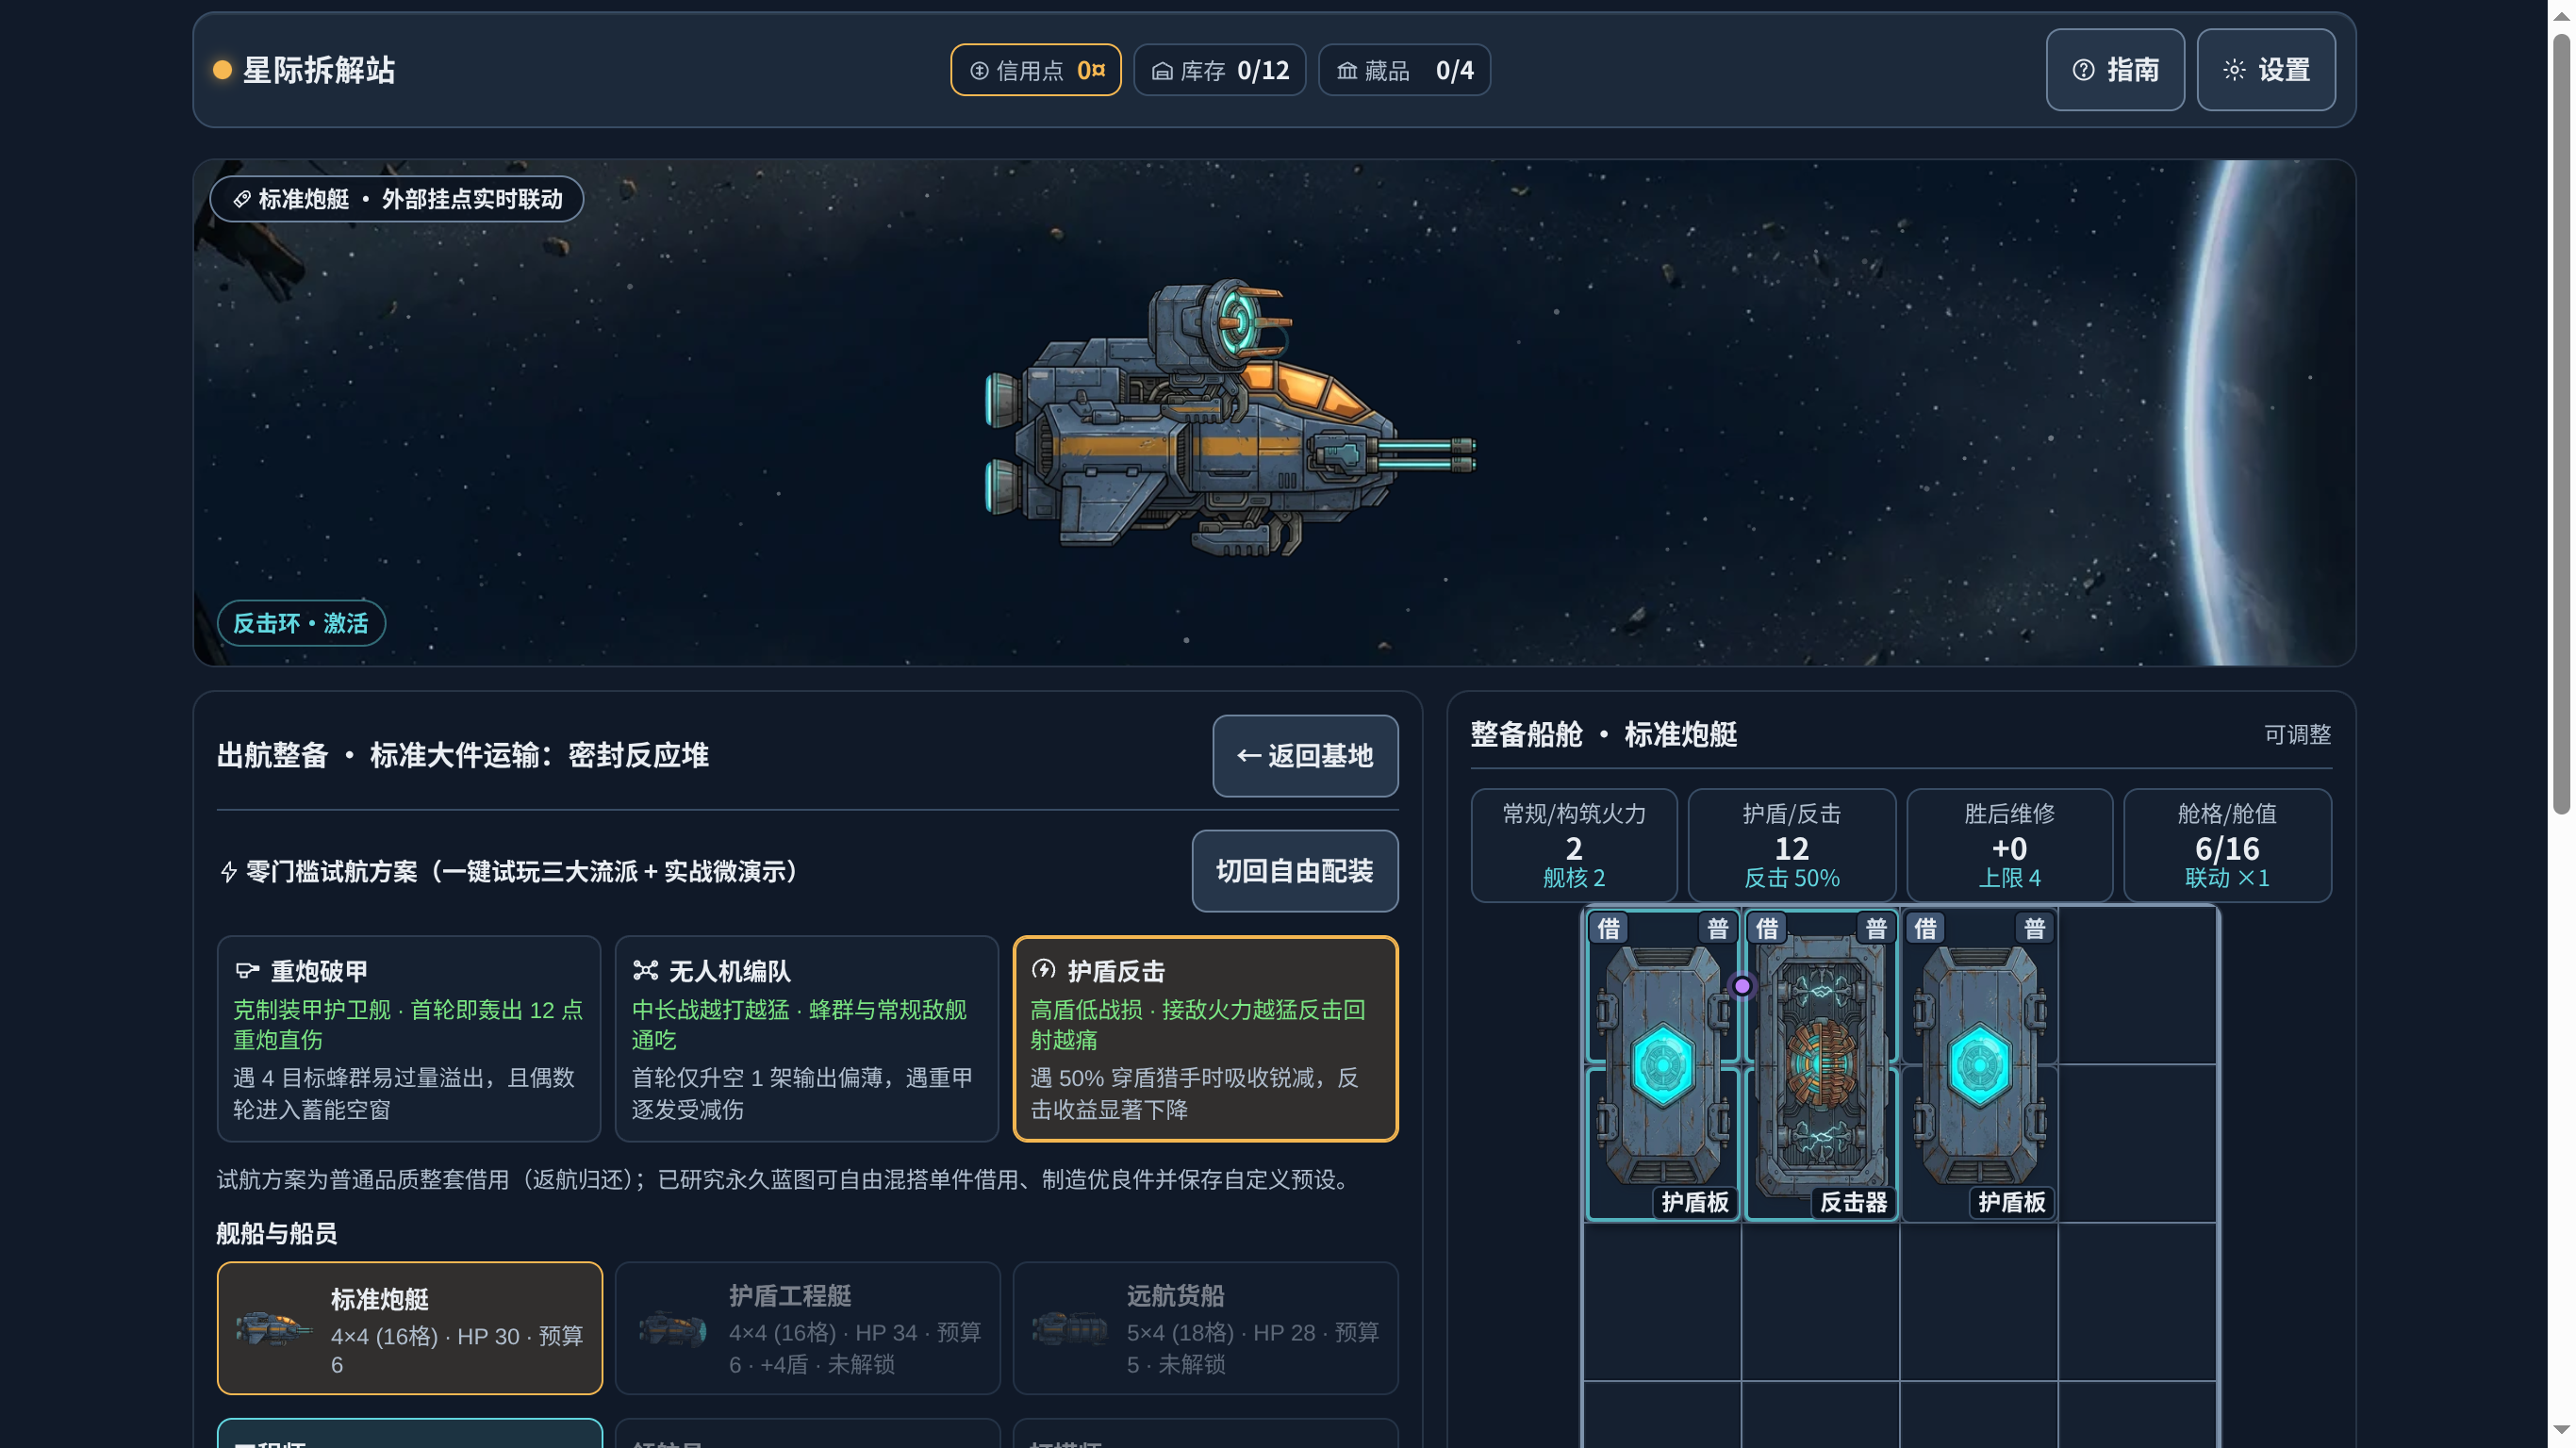 星际拆解站
信用点 0¤
库存 0/12
藏品 0/4
指南
设置
标准炮艇 • 外部挂点实时联动
反击环•激活
出航整备 • 标准大件运输：密封反应堆
← 返回基地
零门槛试航方案（一键试玩三大流派 + 实战微演示）
切回自由配装
重炮破甲
克制装甲护卫舰 · 首轮即轰出 12 点
重炮直伤
遇 4 目标蜂群易过量溢出，且偶数
轮进入蓄能空窗
无人机编队
中长战越打越猛 · 蜂群与常规敌舰
通吃
首轮仅升空 1 架输出偏薄，遇重甲
逐发受减伤
护盾反击
高盾低战损 · 接敌火力越猛反击回
射越痛
遇 50% 穿盾猎手时吸收锐减，反
击收益显著下降
试航方案为普通品质整套借用（返航归还）；已研究永久蓝图可自由混搭单件借用、制造优良件并保存自定义预设。
舰船与船员
标准炮艇
4×4 (16格) · HP 30 · 预算
6
护盾工程艇
4×4 (16格) · HP 34 · 预算
6 · +4盾 · 未解锁
远航货船
5×4 (18格) · HP 28 · 预算
5 · 未解锁
整备船舱 • 标准炮艇
可调整
常规/构筑火力
2
舰核 2
护盾/反击
12
反击 50%
胜后维修
+0
上限 4
舱格/舱值
6/16
联动 ×1
借 普 借 普 借 普
护盾板 反击器 护盾板